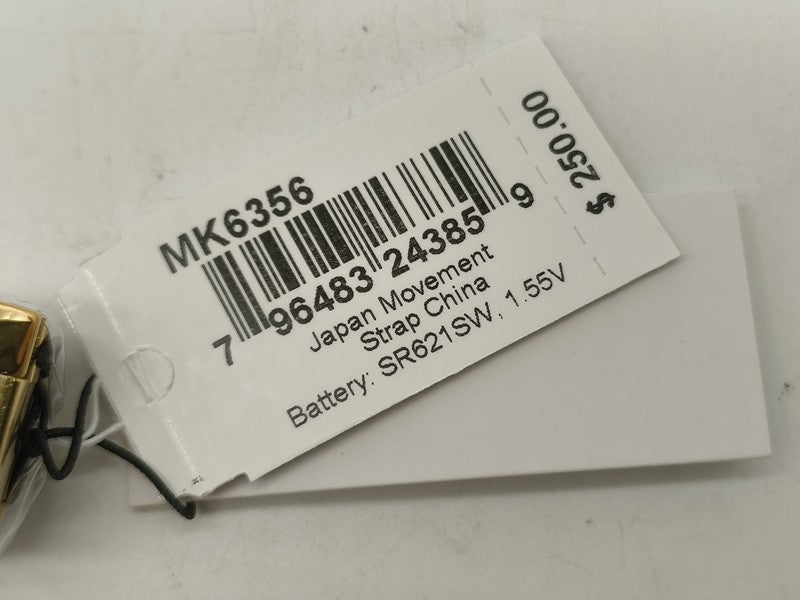 MK6356
7 96483 24385 9
Japan Movement
Strap China
Battery: SR621SW, 1.55V
$ 250.00